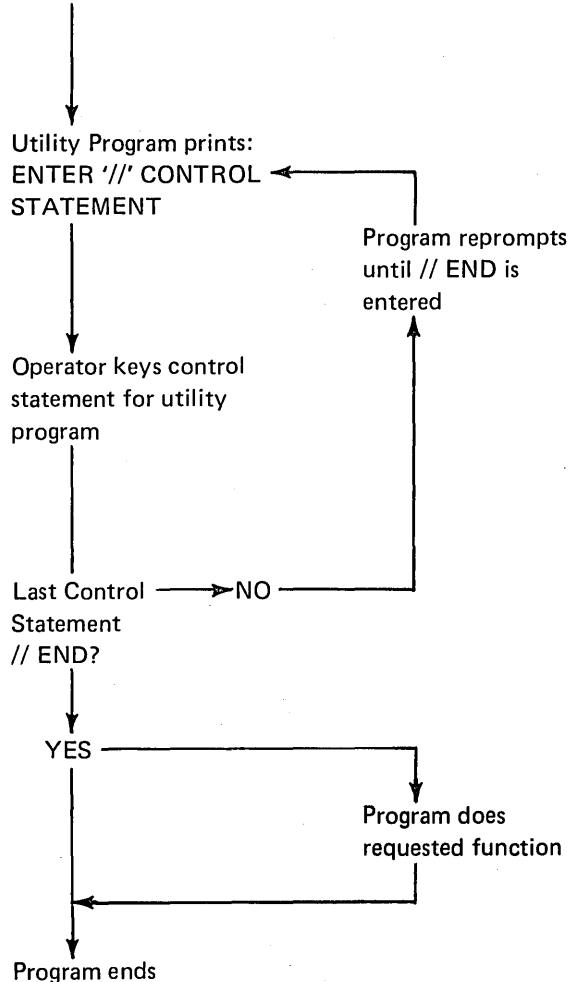 Utility Program prints:
ENTER '//' CONTROL
STATEMENT
Program reprompts
until // END is
entered
Operator keys control
statement for utility
program
Last Control
Statement
// END?
NO
YES
Program does
requested function
Program ends